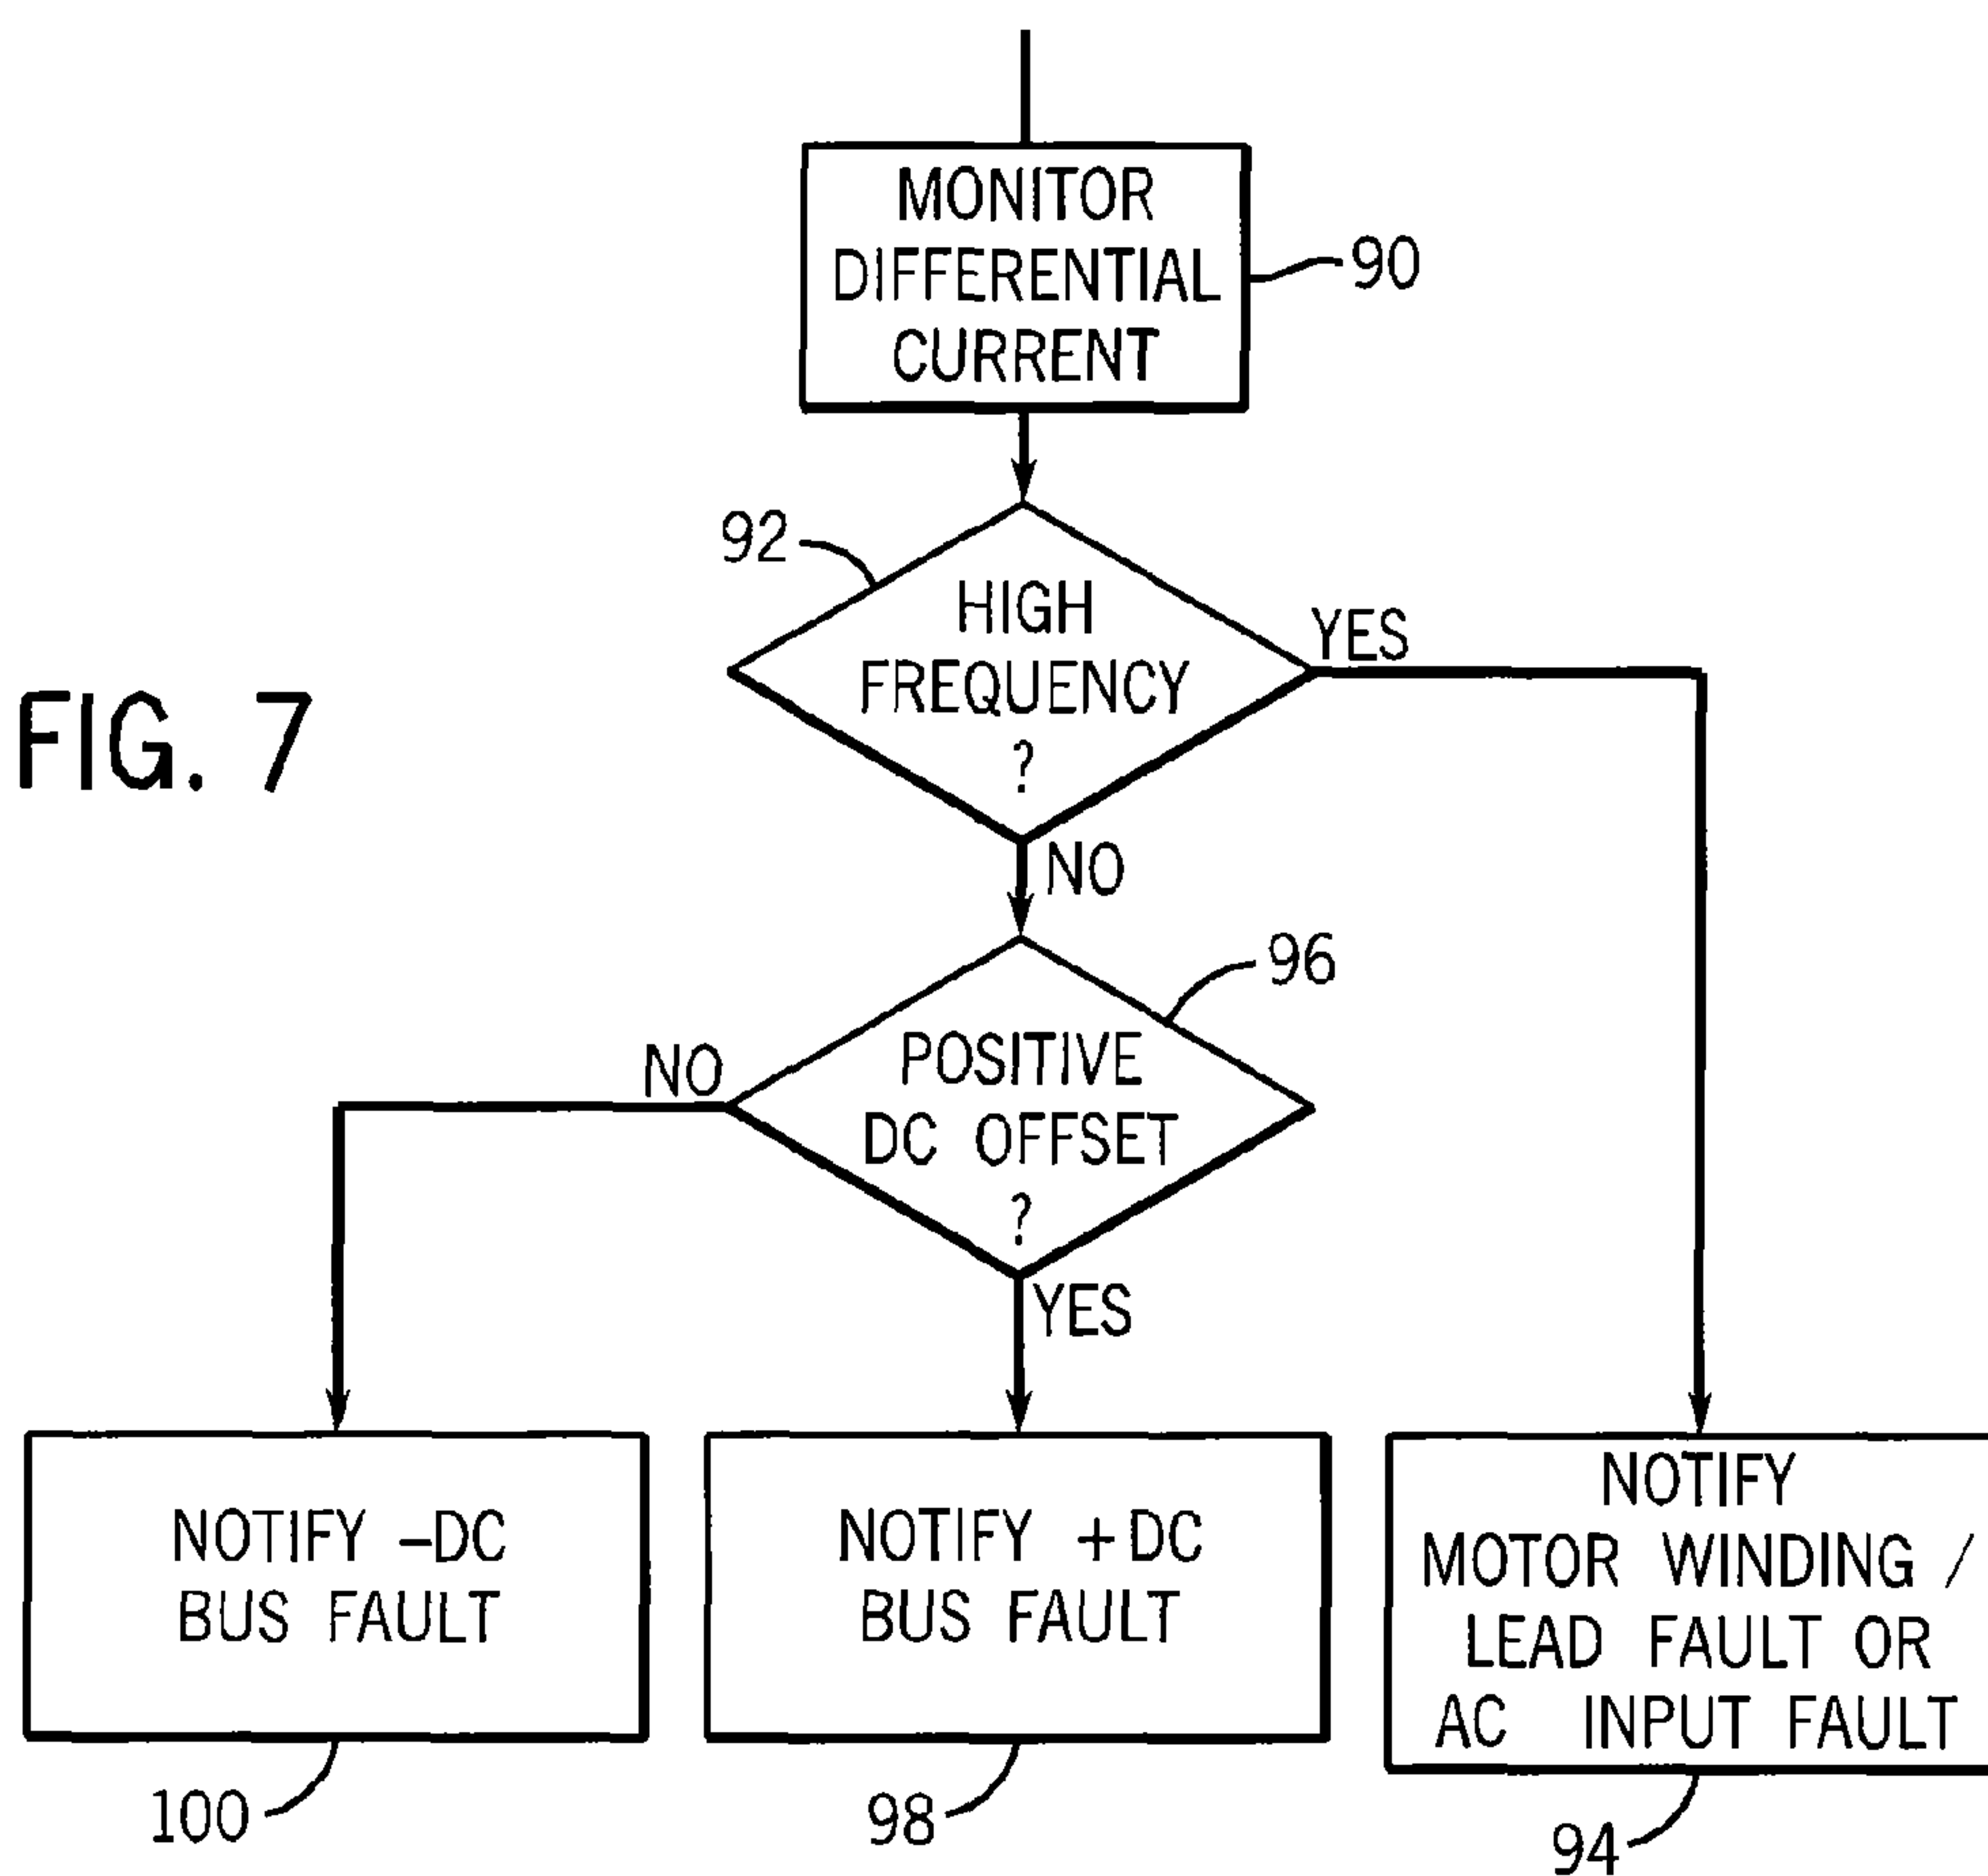 MONITOR
DIFFERENTIAL
CURRENT
90
92
HIGH
FREQUENCY
?
YES
FIG. 7
NO
96
POSITIVE
DC OFFSET
?
NO
YES
NOTIFY –DC
BUS FAULT
NOTIFY +DC
BUS FAULT
NOTIFY
MOTOR WINDING /
LEAD FAULT OR
AC INPUT FAULT
100
98
94